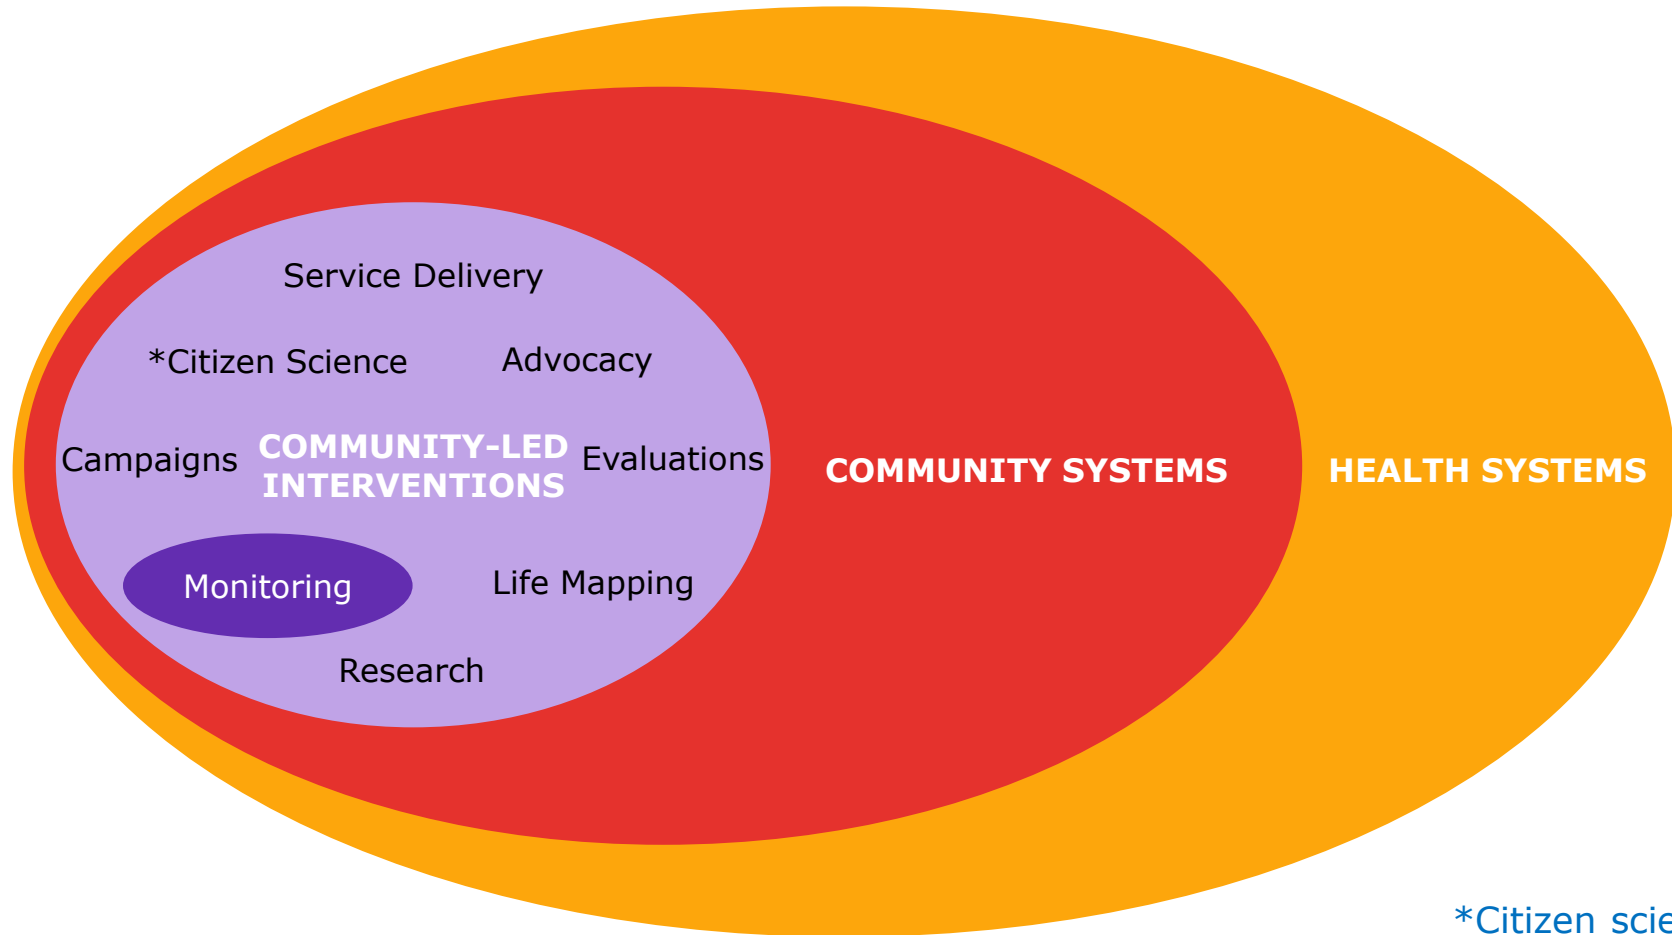 Service Delivery
*Citizen Science
Advocacy
Campaigns
COMMUNITY-LED
INTERVENTIONS
Evaluations
COMMUNITY SYSTEMS
HEALTH SYSTEMS
Monitoring
Life Mapping
Research
*Citizen